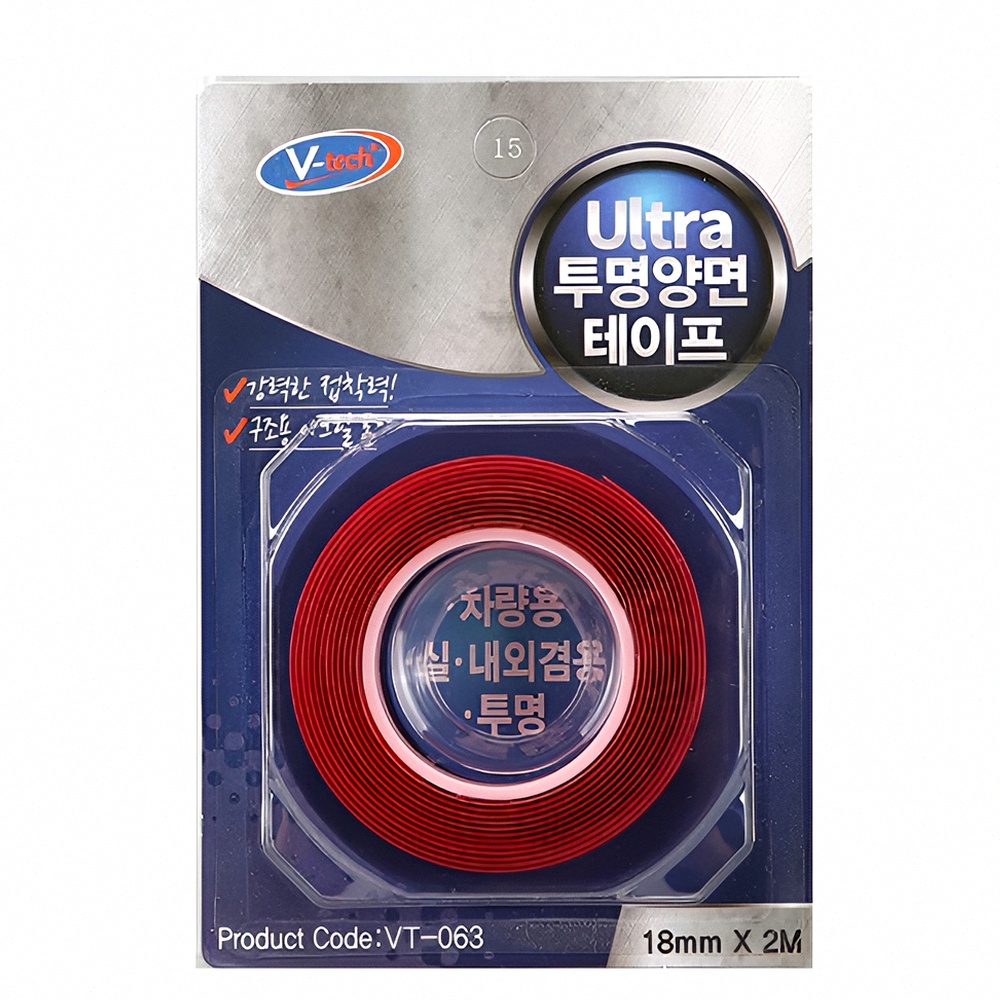 V-tech
15
Ultra
투명양면
테이프
강력한 접착력!
구조용
차량용
실·내외겸용
·투명
Product Code:VT-063
18mm X 2M